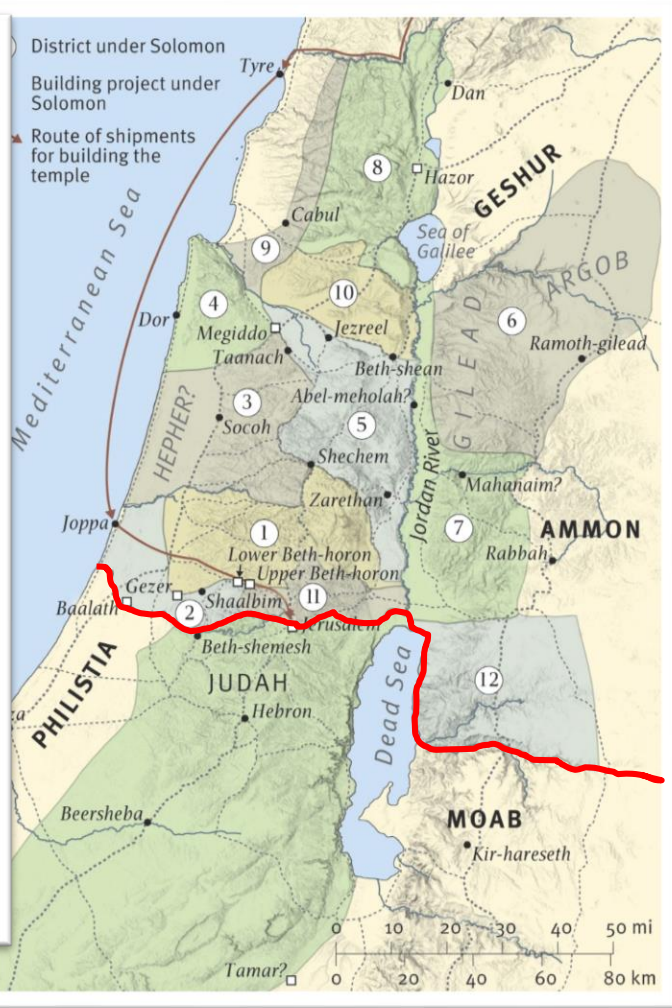 District under Solomon
Building project under
Solomon
Route of shipments
for building the
temple
Tyre
Dan
8
Hazor
GESHUR
Cabul
Sea of
Galilee
9
ARGOB
Mediterranean Sea
10
4
6
Dor
Megiddo
Jezreel
Taanach
Ramoth-gilead
Beth-shean
GILEAD
HEPHER?
3
Abel-meholah?
Socoh
5
Shechem
Jordan River
Mahanaim?
Zarethan
Joppa
1
7
AMMON
Lower Beth-horon
Rabbah
Upper Beth-horon
Gezer
Shaalbim
11
Baalath
2
Jerusalem
Beth-shemesh
PHILISTIA
JUDAH
12
Dead Sea
Hebron
za
Beersheba
MOAB
Kir-hareseth
0 10 20 30 40 50 mi
0 20 40 60 80 km
Tamar?